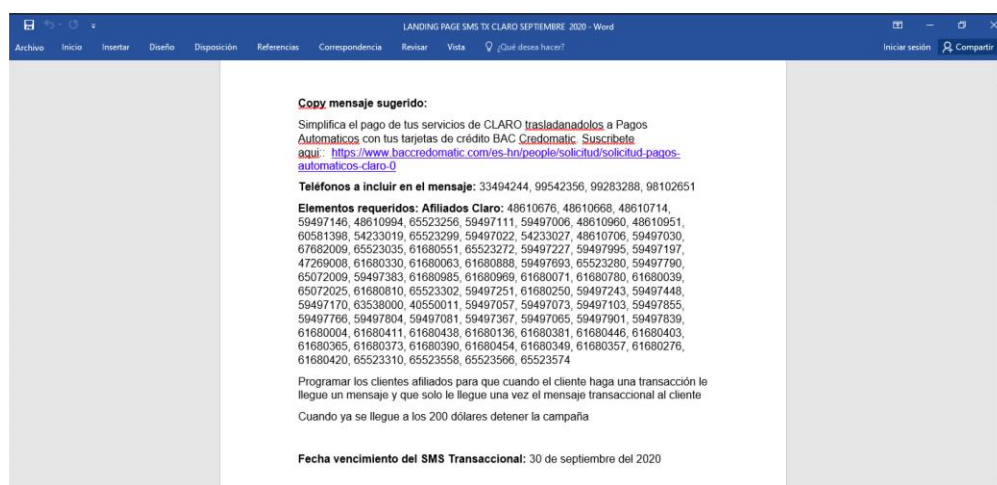 LANDING PAGE SMS TX CLARO SEPTIEMBRE 2020 - Word
Archivo Inicio Insertar Diseño Disposición Referencias Correspondencia Revisar Vista ¿Qué desea hacer? Iniciar sesión Compartir
Copy mensaje sugerido:
Simplifica el pago de tus servicios de CLARO trasladanadolos a Pagos
Automaticos con tus tarjetas de crédito BAC Credomatic. Suscribete
aqui:: https://www.baccredomatic.com/es-hn/people/solicitud/solicitud-pagos-
automaticos-claro-0
Teléfonos a incluir en el mensaje: 33494244, 99542356, 99283288, 98102651
Elementos requeridos: Afiliados Claro: 48610676, 48610668, 48610714,
59497146, 48610994, 65523256, 59497111, 59497006, 48610960, 48610951,
60581398, 54233019, 65523299, 59497022, 54233027, 48610706, 59497030,
67682009, 65523035, 61680551, 65523272, 59497227, 59497995, 59497197,
47269008, 61680330, 61680063, 61680888, 59497693, 65523280, 59497790,
65072009, 59497383, 61680985, 61680969, 61680071, 61680780, 61680039,
65072025, 61680810, 65523302, 59497251, 61680250, 59497243, 59497448,
59497170, 63538000, 40550011, 59497057, 59497073, 59497103, 59497855,
59497766, 59497804, 59497081, 59497367, 59497065, 59497901, 59497839,
61680004, 61680411, 61680438, 61680136, 61680381, 61680446, 61680403,
61680365, 61680373, 61680390, 61680454, 61680349, 61680357, 61680276,
61680420, 65523310, 65523558, 65523566, 65523574
Programar los clientes afiliados para que cuando el cliente haga una transacción le
llegue un mensaje y que solo le llegue una vez el mensaje transaccional al cliente
Cuando ya se llegue a los 200 dólares detener la campaña
Fecha vencimiento del SMS Transaccional: 30 de septiembre del 2020